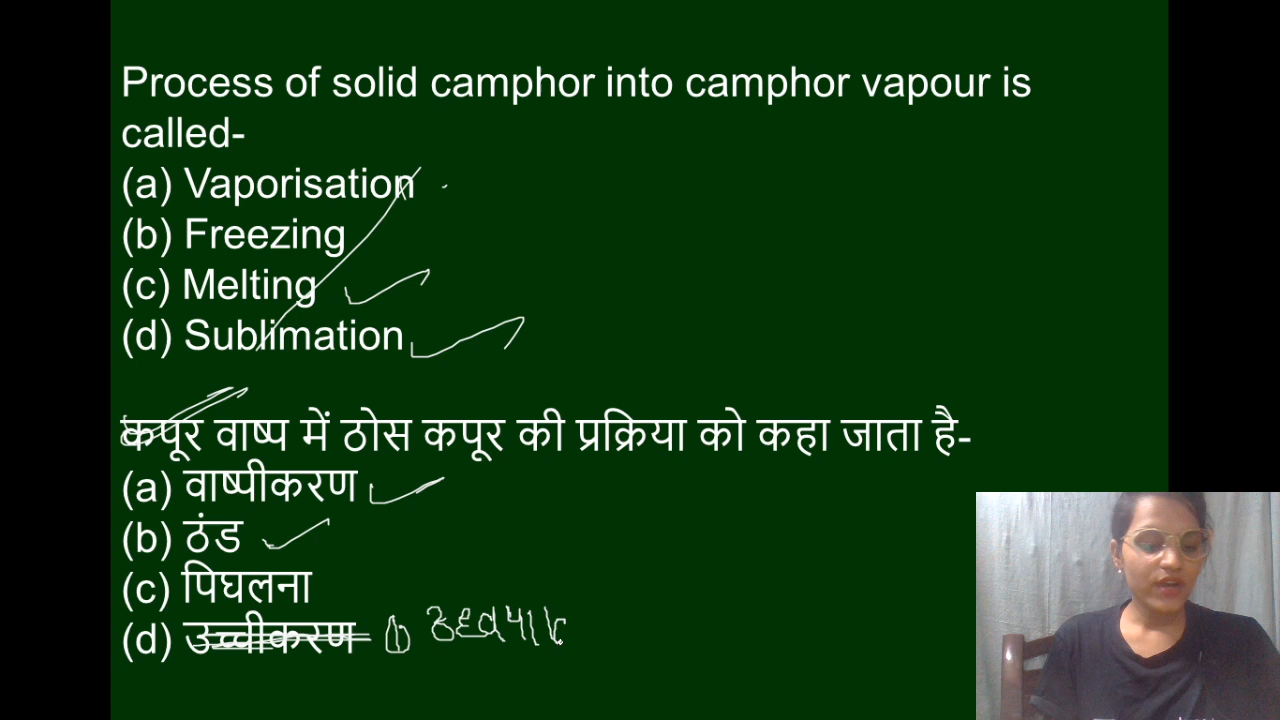 Process of solid camphor into camphor vapour is
called-
(a) Vaporisation
(b) Freezing
(c) Melting
(d) Sublimation
कपूर वाष्प में ठोस कपूर की प्रक्रिया को कहा जाता है-
(a) वाष्पीकरण
(b) ठंड
(c) पिघलना
(d) उच्चीकरण